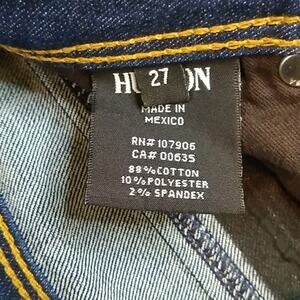 27
HU ON
MADE IN
MEXICO
RN# 107906
CA# 00635
88% COTTON
10% POLYESTER
2% SPANDEX